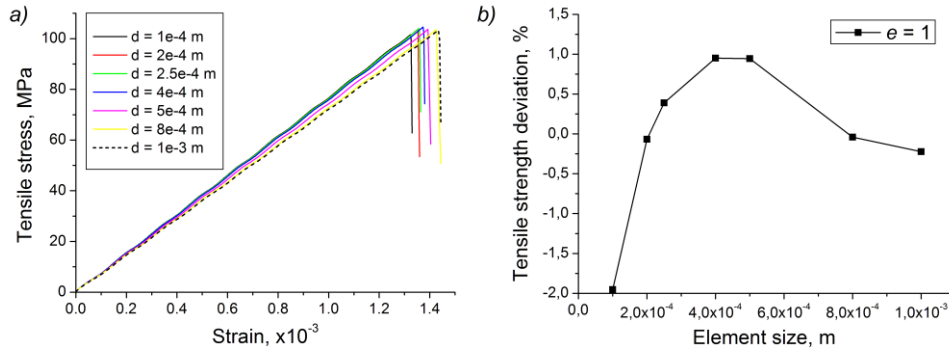 a)
Tensile stress, MPa
100
80
60
40
20
0
d = 1e-4 m
d = 2e-4 m
d = 2.5e-4 m
d = 4e-4 m
d = 5e-4 m
d = 8e-4 m
d = 1e-3 m
0.0 0.2 0.4 0.6 0.8 1.0 1.2 1.4
Strain, x10⁻³
b)
Tensile strength deviation, %
1,5
1,0
0,5
0,0
-0,5
-1,0
-1,5
-2,0
e = 1
2,0x10⁻⁴ 4,0x10⁻⁴ 6,0x10⁻⁴ 8,0x10⁻⁴ 1,0x10⁻³
Element size, m